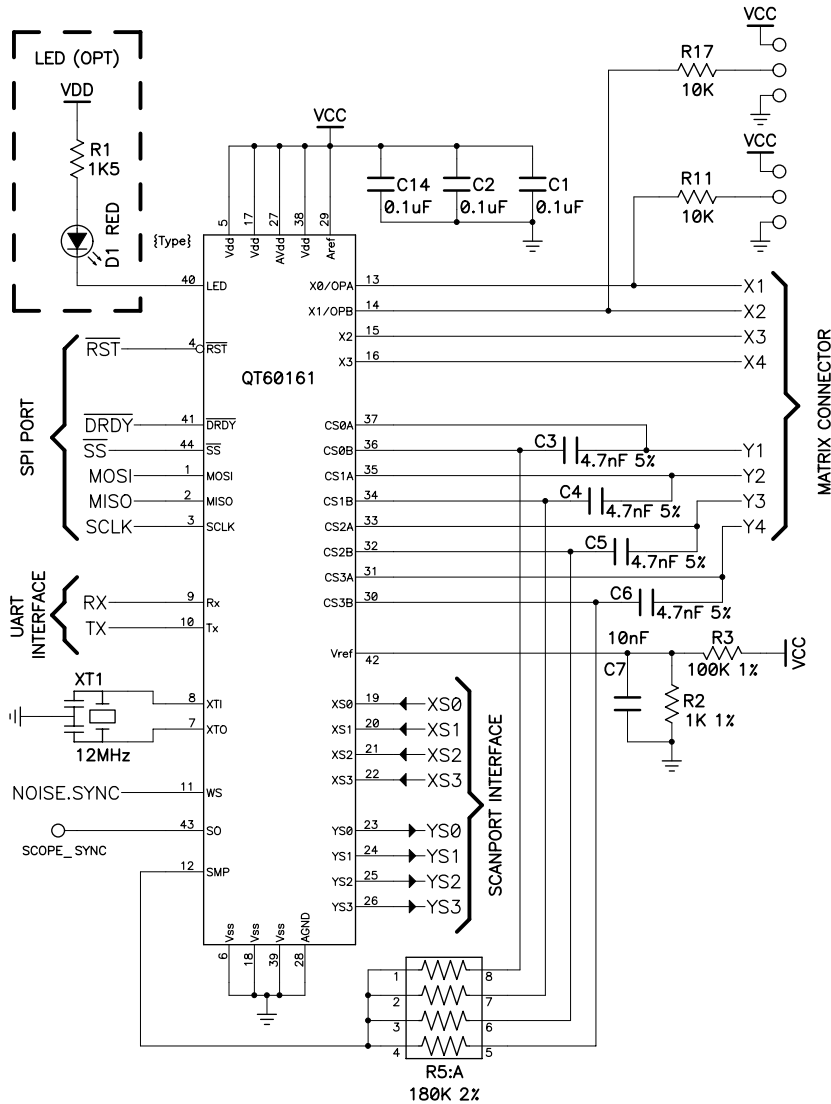 LED (OPT)
VDD
R1
1K5
D1 RED
VCC
C14
0.1uF
C2
0.1uF
C1
0.1uF
VCC
R17
10K
VCC
R11
10K
{Type}
5
17
27
38
29
Vdd
Vdd
AVdd
Vdd
Aref
40 LED
X0/OPA 13 X1
X1/OPB 14 X2
X2 15 X3
X3 16 X4
RST 4 RST
QT60161
SPI PORT
DRDY 41 DRDY
SS 44 SS
MOSI 1 MOSI
MISO 2 MISO
SCLK 3 SCLK
CS0A 37
CS0B 36 C3 4.7nF 5% Y1
CS1A 35 Y2
CS1B 34 C4 4.7nF 5% Y3
CS2A 33 Y4
CS2B 32 C5 4.7nF 5%
CS3A 31
CS3B 30 C6 4.7nF 5%
MATRIX CONNECTOR
UART INTERFACE
RX 9 Rx
TX 10 Tx
Vref 42
10nF
C7
R3
100K 1%
VCC
R2
1K 1%
XT1
8 XTI
7 XTO
12MHz
XS0 19 XS0
XS1 20 XS1
XS2 21 XS2
XS3 22 XS3
NOISE.SYNC 11 WS
43 SO
SCOPE_SYNC
12 SMP
YS0 23 YS0
YS1 24 YS1
YS2 25 YS2
YS3 26 YS3
SCANPORT INTERFACE
Vss
Vss
Vss
AGND
6
18
39
28
1 8
2 7
3 6
4 5
R5:A
180K 2%